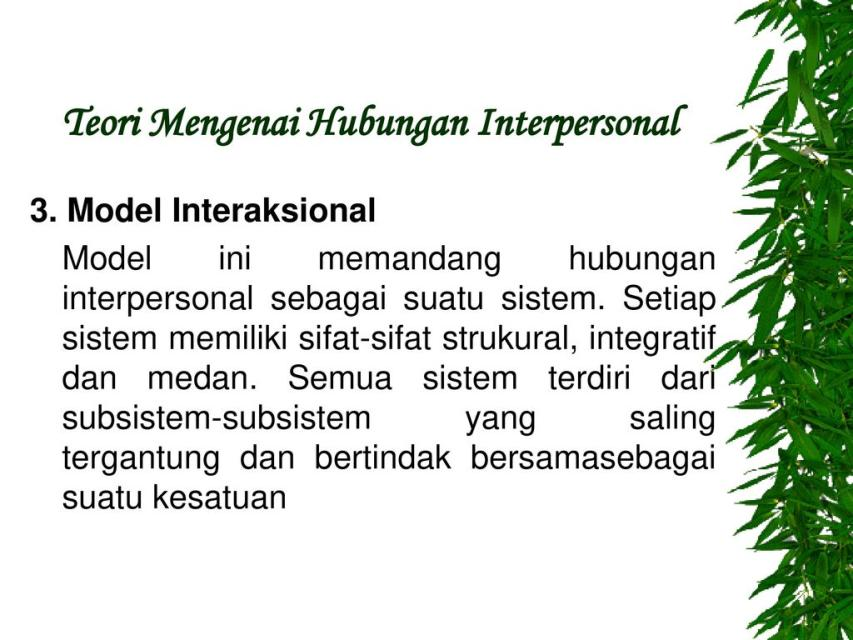 Teori Mengenai Hubungan Interpersonal
3. Model Interaksional
Model ini memandang hubungan
interpersonal sebagai suatu sistem. Setiap
sistem memiliki sifat-sifat strukural, integratif
dan medan. Semua sistem terdiri dari
subsistem-subsistem yang saling
tergantung dan bertindak bersamasebagai
suatu kesatuan